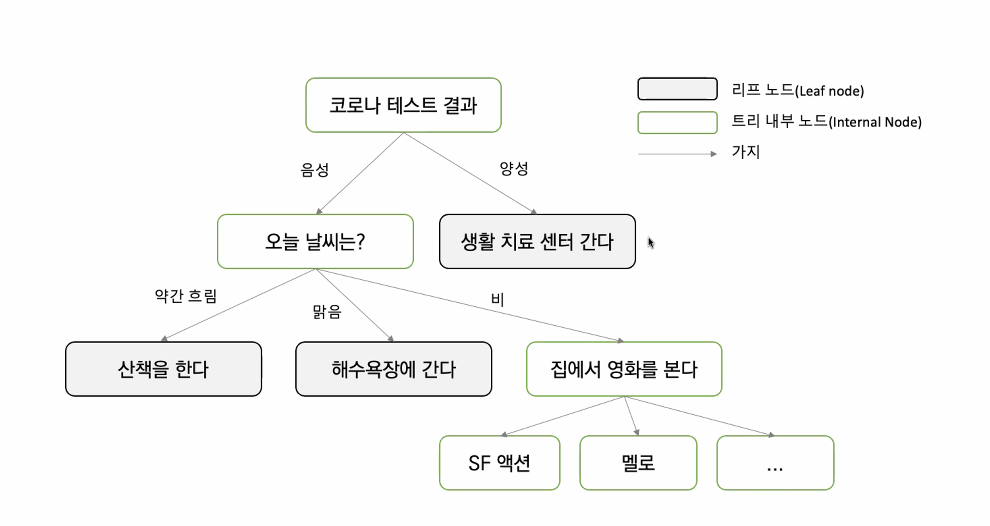 코로나 테스트 결과
리프 노드(Leaf node)
트리 내부 노드(Internal Node)
가지
음성
양성
오늘 날씨는?
생활 치료 센터 간다
약간 흐림
맑음
비
산책을 한다
해수욕장에 간다
집에서 영화를 본다
SF 액션
멜로
...